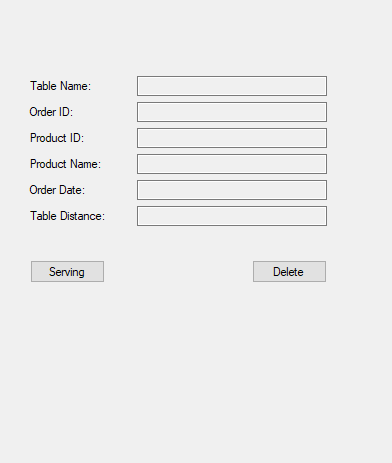 Table Name:
Order ID:
Product ID:
Product Name:
Order Date:
Table Distance:
Serving Delete